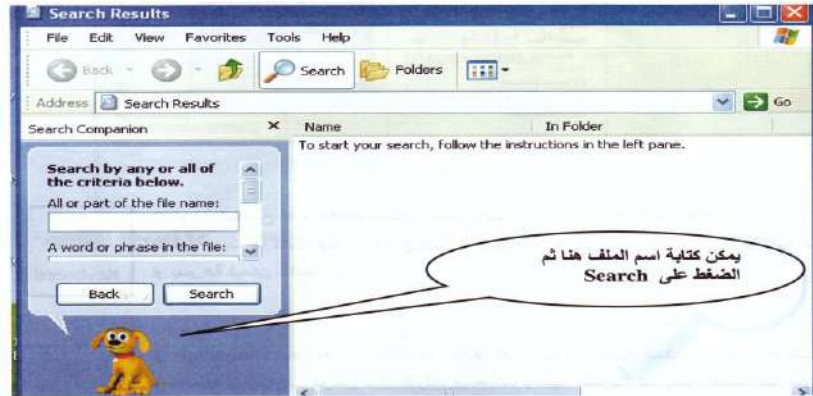 Search Results
File Edit View Favorites Tools Help
Back Search Folders
Address Search Results Go
Search Companion
Name In Folder
To start your search, follow the instructions in the left pane.
Search by any or all of
the criteria below.
All or part of the file name:
A word or phrase in the file:
Back Search
يمكن كتابة اسم الملف هنا ثم
الضغط على Search